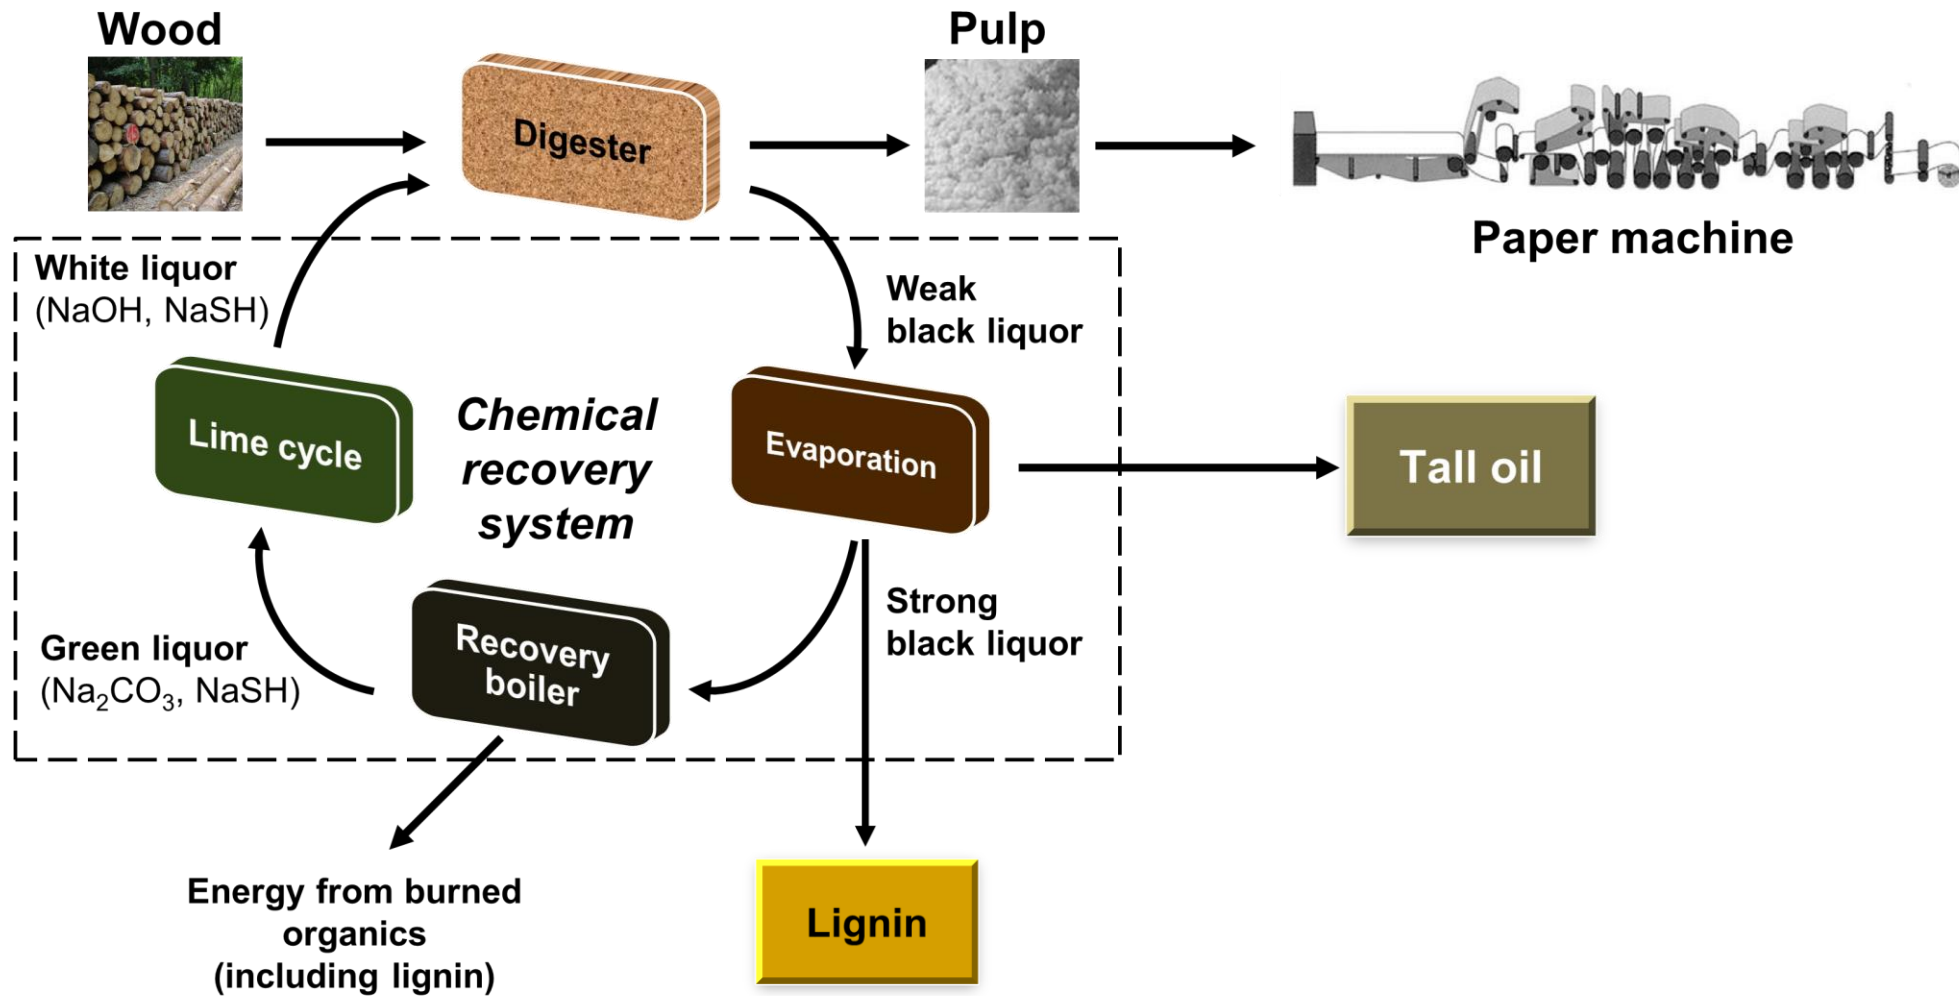 Wood
Pulp
Digester
Paper machine
White liquor
(NaOH, NaSH)
Weak
black liquor
Lime cycle
Chemical
recovery
system
Evaporation
Tall oil
Strong
black liquor
Recovery
boiler
Green liquor
(Na₂CO₃, NaSH)
Energy from burned
organics
(including lignin)
Lignin